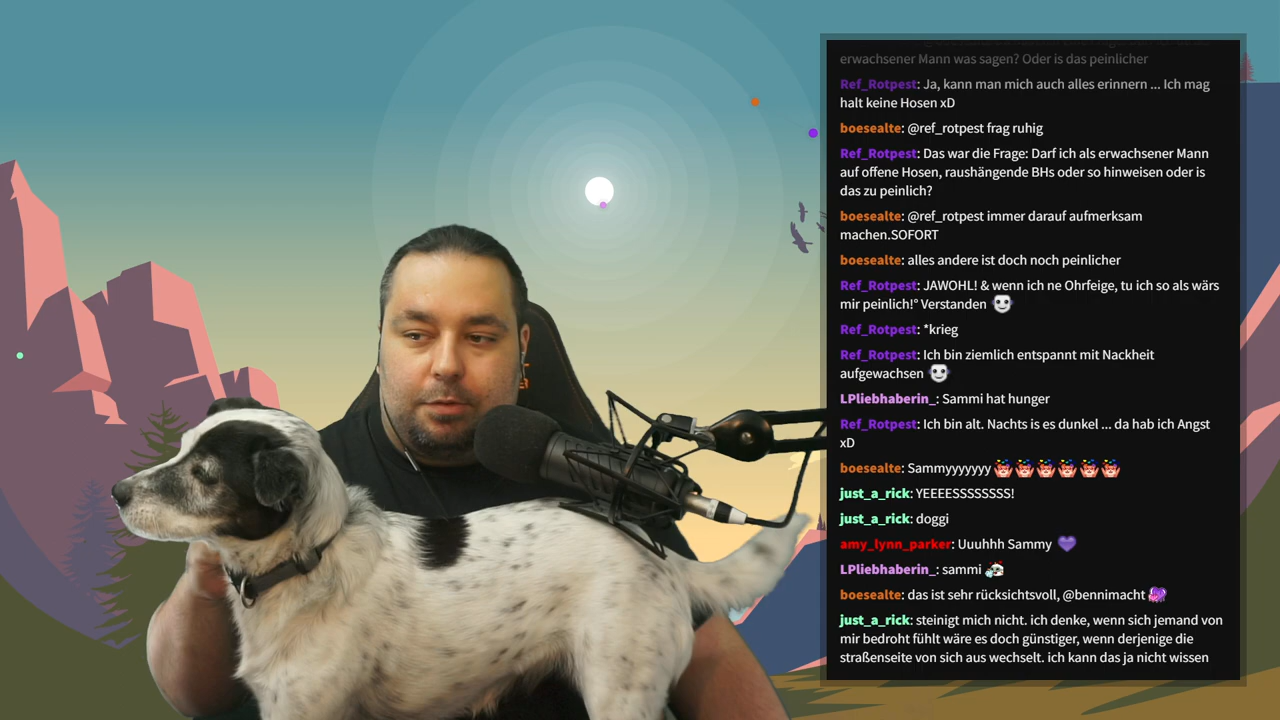 erwachsener Mann was sagen? Oder is das peinlicher
Ref_Rotpest: Ja, kann man mich auch alles erinnern ... Ich mag
halt keine Hosen xD
boesealte: @ref_rotpest frag ruhig
Ref_Rotpest: Das war die Frage: Darf ich als erwachsener Mann
auf offene Hosen, raushängende BHs oder so hinweisen oder is
das zu peinlich?
boesealte: @ref_rotpest immer darauf aufmerksam
machen.SOFORT
boesealte: alles andere ist doch noch peinlicher
Ref_Rotpest: JAWOHL! & wenn ich ne Ohrfeige, tu ich so als wärs
mir peinlich!° Verstanden
Ref_Rotpest: *krieg
Ref_Rotpest: Ich bin ziemlich entspannt mit Nackheit
aufgewachsen
LPliebhaberin_: Sammi hat hunger
Ref_Rotpest: Ich bin alt. Nachts is es dunkel ... da hab ich Angst
xD
boesealte: Sammyyyyyyy
just_a_rick: YEEEESSSSSSSS!
just_a_rick: doggi
amy_lynn_parker: Uuuhhh Sammy 💜
LPliebhaberin_: sammi
boesealte: das ist sehr rücksichtsvoll, @bennimacht
just_a_rick: steinigt mich nicht. ich denke, wenn sich jemand von
mir bedroht fühlt wäre es doch günstiger, wenn derjenige die
straßenseite von sich aus wechselt. ich kann das ja nicht wissen